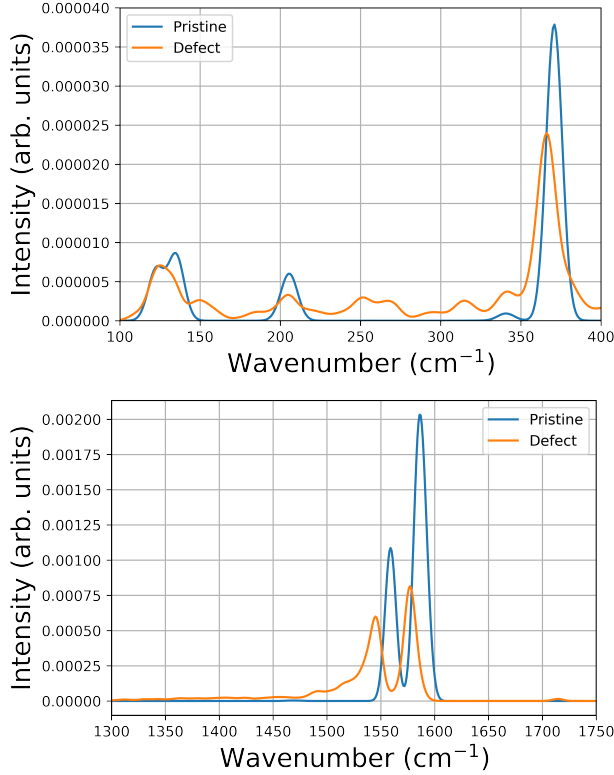 Intensity (arb. units)
0.000040
0.000035
0.000030
0.000025
0.000020
0.000015
0.000010
0.000005
0.000000
Pristine
Defect
100 150 200 250 300 350 400
Wavenumber (cm⁻¹)
Intensity (arb. units)
0.00200
0.00175
0.00150
0.00125
0.00100
0.00075
0.00050
0.00025
0.00000
Pristine
Defect
1300 1350 1400 1450 1500 1550 1600 1650 1700 1750
Wavenumber (cm⁻¹)